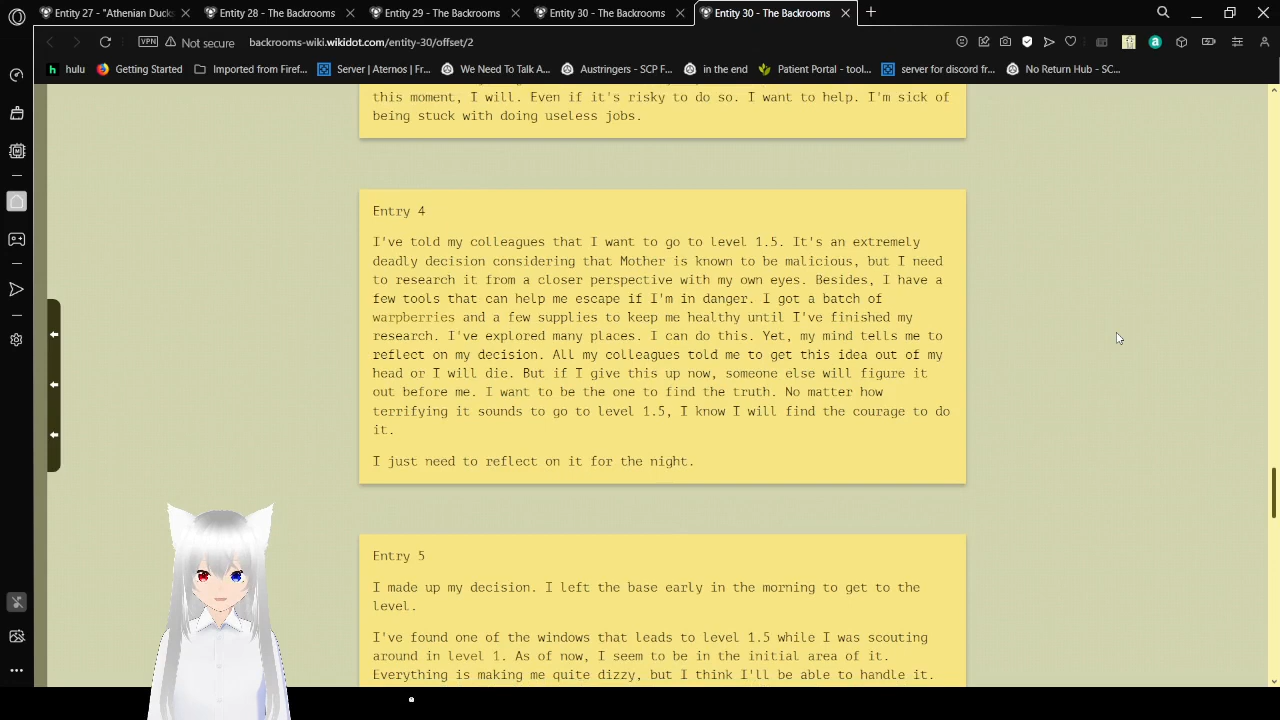 Entity 27 - "Athenian Ducks
Entity 28 - The Backrooms
Entity 29 - The Backrooms
Entity 30 - The Backrooms
Entity 30 - The Backrooms
VPN
Not secure
backrooms-wiki.wikidot.com/entity-30/offset/2
hulu
Getting Started
Imported from Firef...
Server | Aternos | Fr...
We Need To Talk A...
Austringers - SCP F...
in the end
Patient Portal - tool...
server for discord fr...
No Return Hub - SC...
this moment, I will. Even if it's risky to do so. I want to help. I'm sick of
being stuck with doing useless jobs.
Entry 4
I've told my colleagues that I want to go to level 1.5. It's an extremely
deadly decision considering that Mother is known to be malicious, but I need
to research it from a closer perspective with my own eyes. Besides, I have a
few tools that can help me escape if I'm in danger. I got a batch of
warpberries and a few supplies to keep me healthy until I've finished my
research. I've explored many places. I can do this. Yet, my mind tells me to
reflect on my decision. All my colleagues told me to get this idea out of my
head or I will die. But if I give this up now, someone else will figure it
out before me. I want to be the one to find the truth. No matter how
terrifying it sounds to go to level 1.5, I know I will find the courage to do
it.
I just need to reflect on it for the night.
Entry 5
I made up my decision. I left the base early in the morning to get to the
level.
I've found one of the windows that leads to level 1.5 while I was scouting
around in level 1. As of now, I seem to be in the initial area of it.
Everything is making me quite dizzy, but I think I'll be able to handle it.